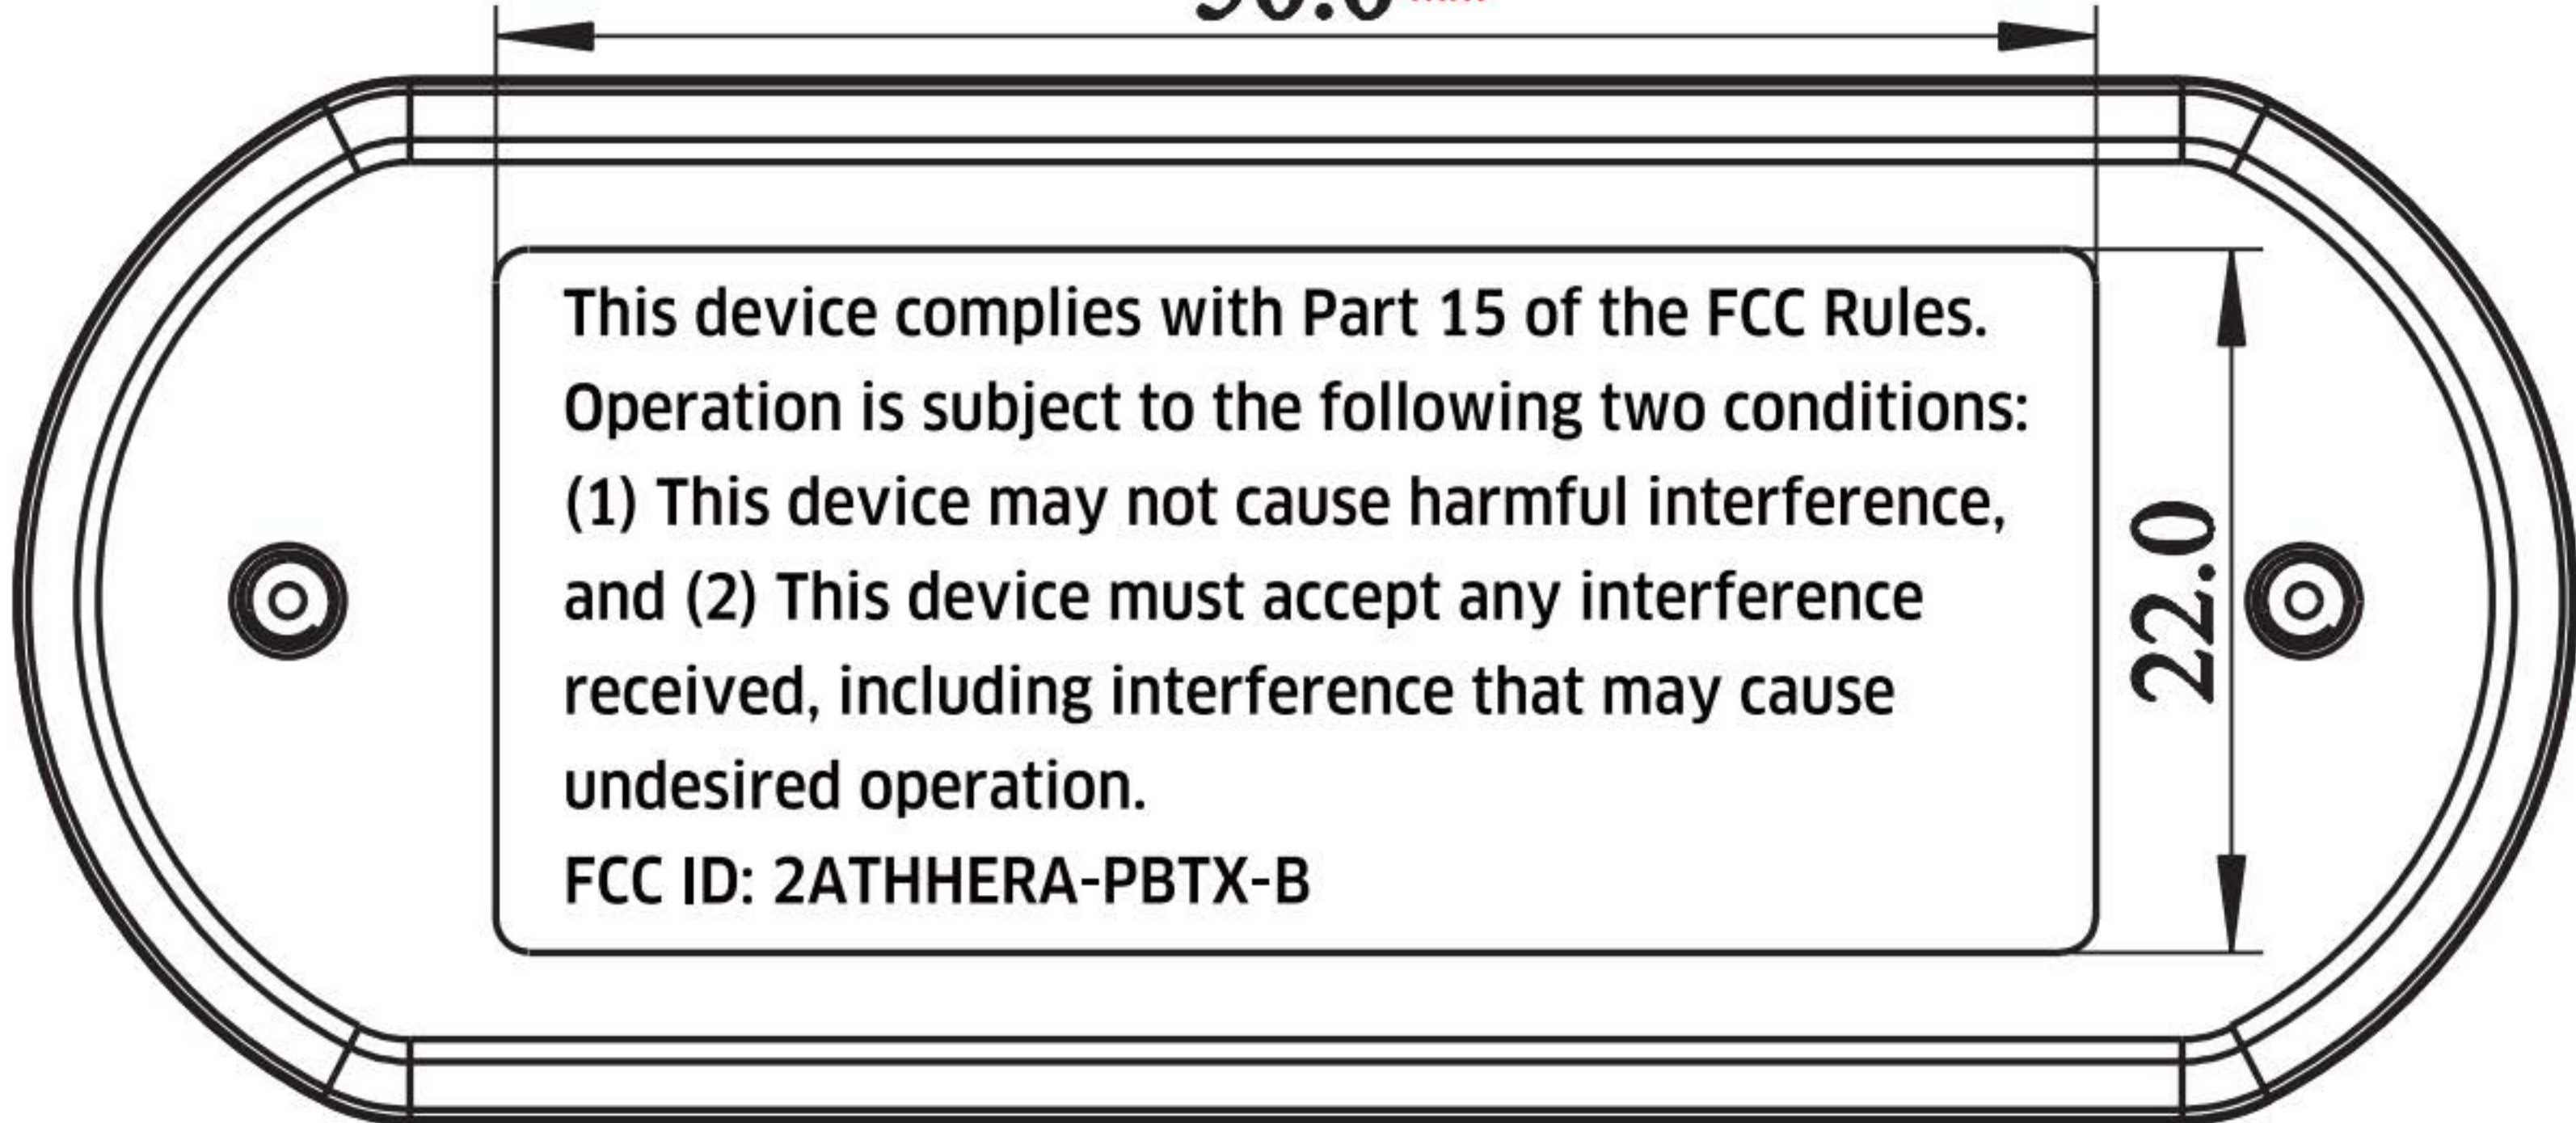 This device complies with Part 15 of the FCC Rules.
Operation is subject to the following two conditions:
(1) This device may not cause harmful interference,
and (2) This device must accept any interference
received, including interference that may cause
undesired operation.
FCC ID: 2ATHHERA-PBTX-B
22.0